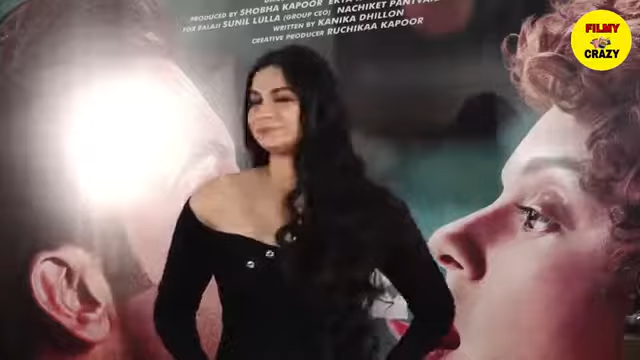 PRODUCED BY SHOBHA KAPOOR EKTA
FOR BALAJI SUNIL LULLA (GROUP CEO) NACHIKET
WRITTEN BY KANIKA DHILLON
CREATIVE PRODUCER RUCHIKAA KAPOOR
FILMY
CRAZY